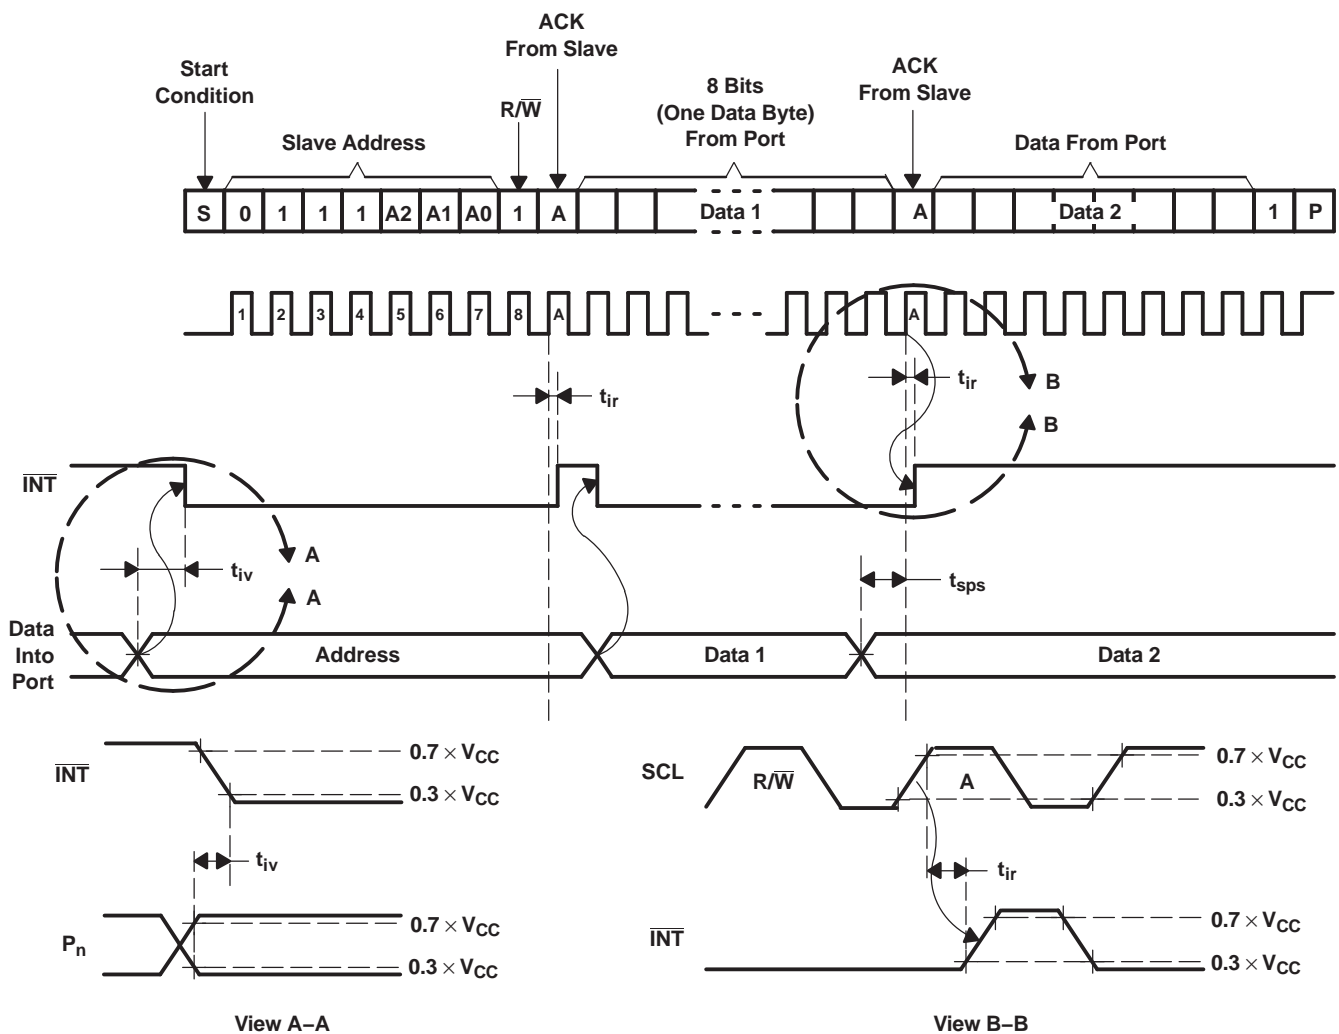 ACK
From Slave
Start
Condition
R/W̅
ACK
From Slave
8 Bits
(One Data Byte)
From Port
Slave Address
Data From Port
S 0 1 1 1 A2 A1 A0 1 A Data 1 A Data 2 1 P
1 2 3 4 5 6 7 8 A A
t_ir
t_ir
B
B
I̅N̅T̅
A
t_iv
A
t_sps
Data
Into
Port
Address
Data 1
Data 2
I̅N̅T̅
0.7 × V_CC
0.3 × V_CC
t_iv
P_n
0.7 × V_CC
0.3 × V_CC
View A–A
SCL
R/W̅
A
0.7 × V_CC
0.3 × V_CC
t_ir
I̅N̅T̅
0.7 × V_CC
0.3 × V_CC
View B–B